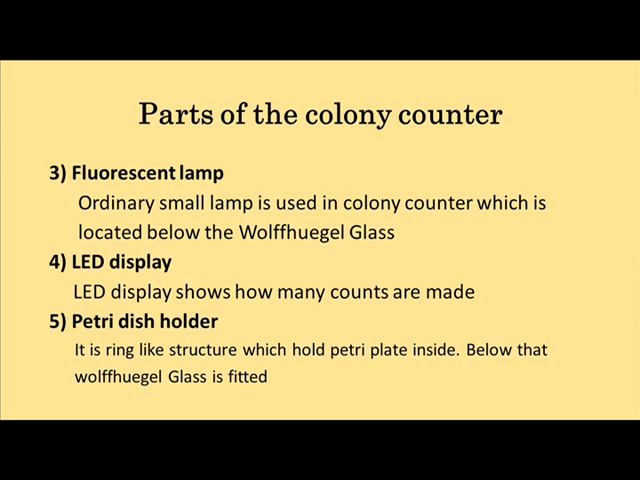 Parts of the colony counter
3) Fluorescent lamp
Ordinary small lamp is used in colony counter which is
located below the Wolffhuegel Glass
4) LED display
LED display shows how many counts are made
5) Petri dish holder
It is ring like structure which hold petri plate inside. Below that
wolffhuegel Glass is fitted